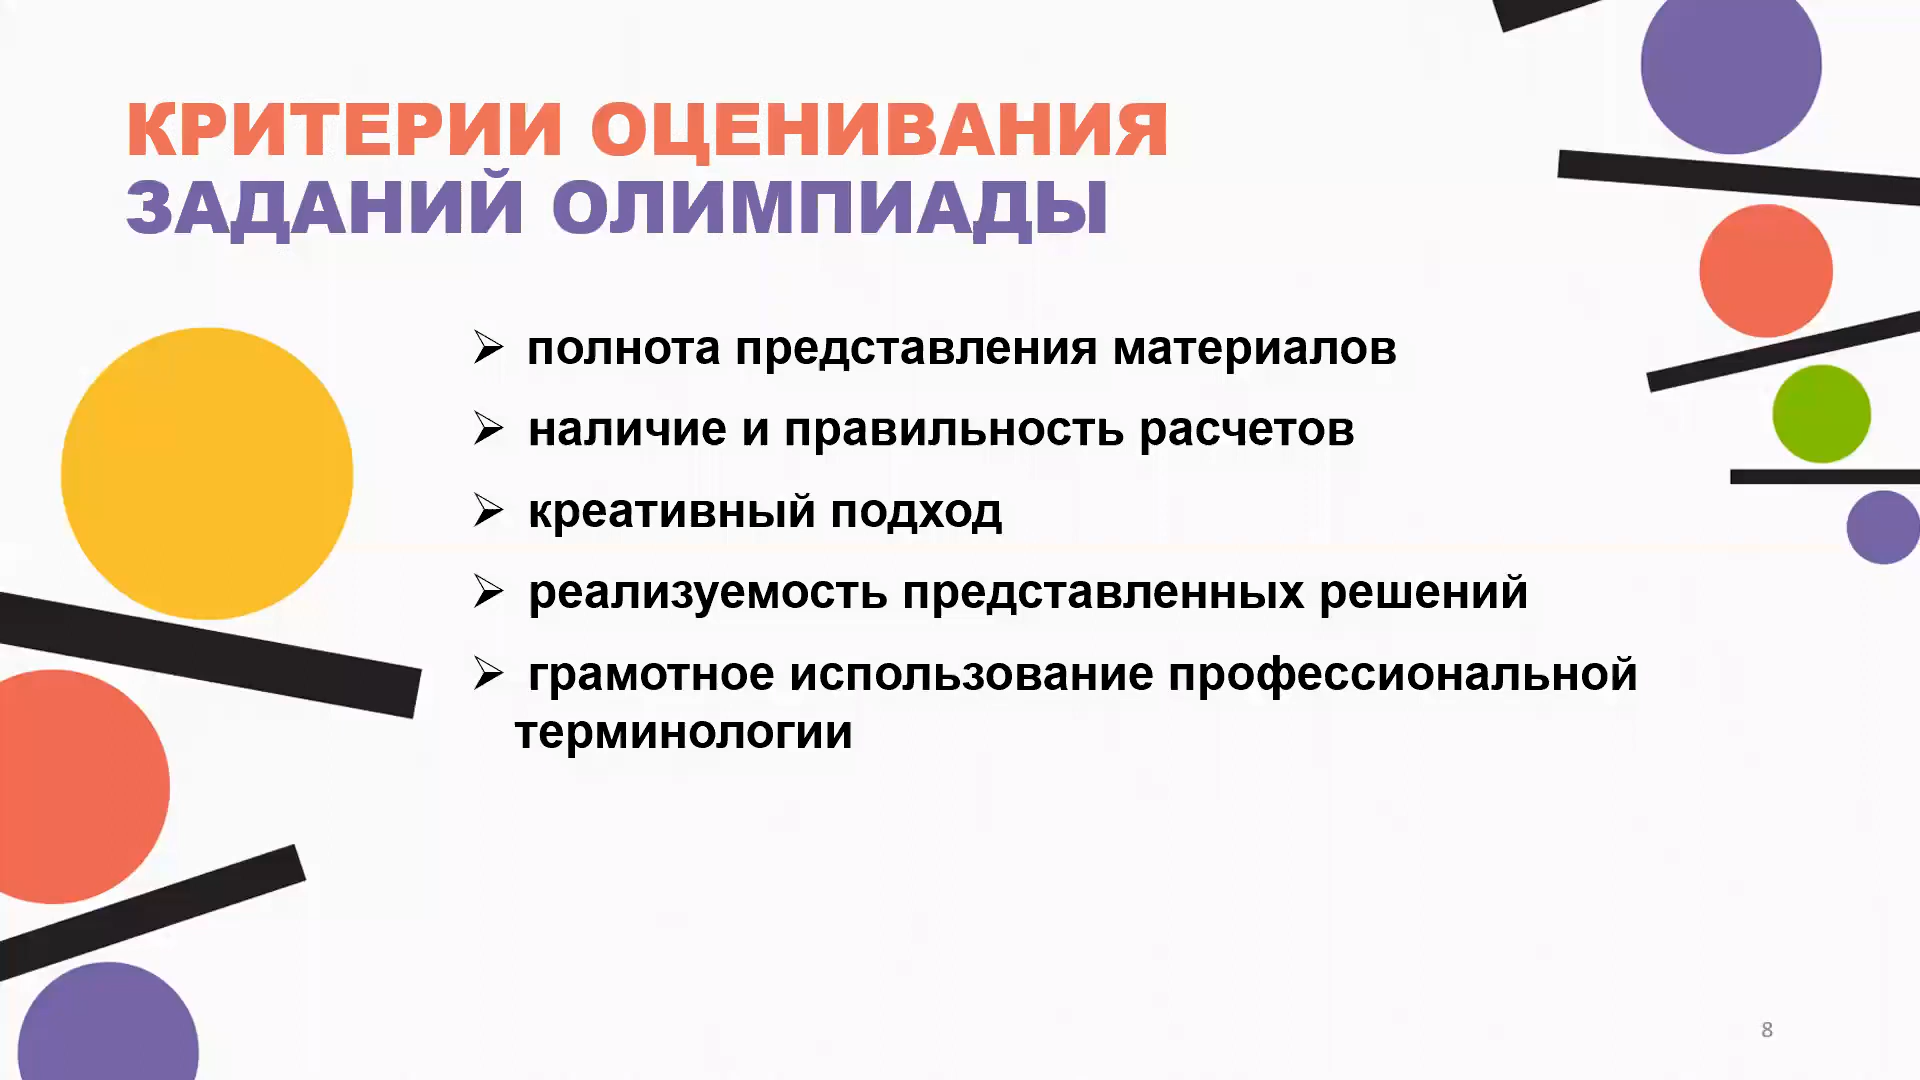 КРИТЕРИИ ОЦЕНИВАНИЯ
ЗАДАНИЙ ОЛИМПИАДЫ
➢ полнота представления материалов
➢ наличие и правильность расчетов
➢ креативный подход
➢ реализуемость представленных решений
➢ грамотное использование профессиональной
терминологии
8